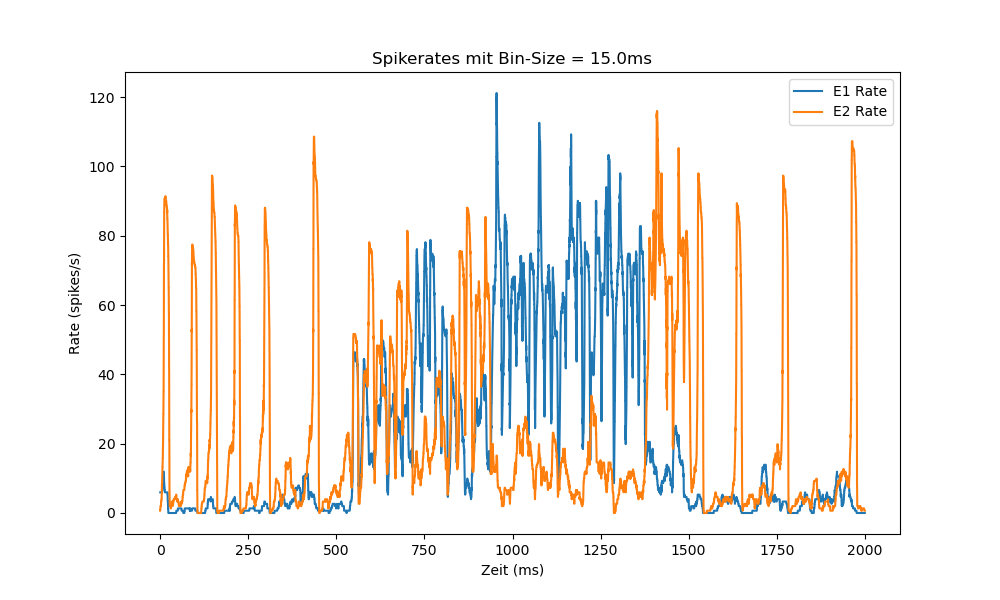 Spikerates mit Bin-Size = 15.0ms
E1 Rate
E2 Rate
Rate (spikes/s)
120
100
80
60
40
20
0
0 250 500 750 1000 1250 1500 1750 2000
Zeit (ms)